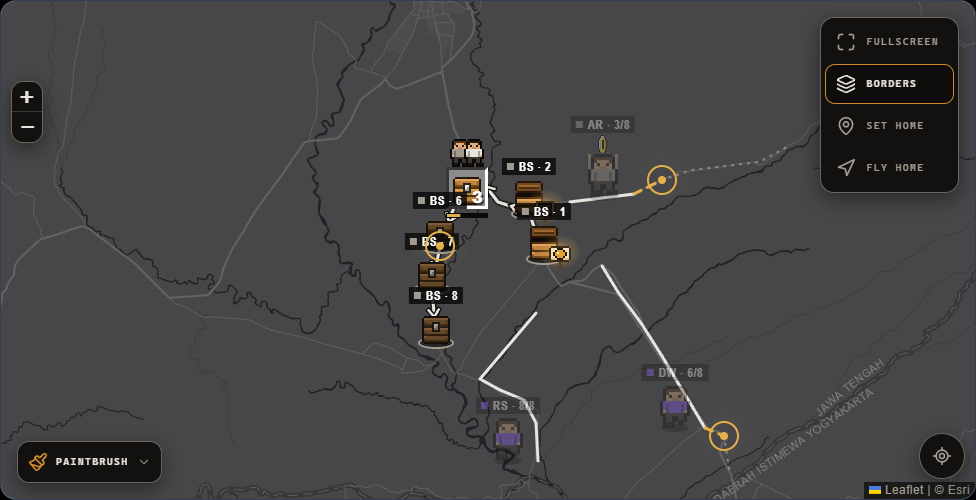 +
−
FULLSCREEN
BORDERS
SET HOME
FLY HOME
AR - 3/8
BS - 2
BS - 6
3
BS - 1
BS - 7
BS - 8
DW - 6/8
RS - 8/8
JAWA TENGAH
DAERAH ISTIMEWA YOGYAKARTA
PAINTBRUSH
Leaflet | © Esri